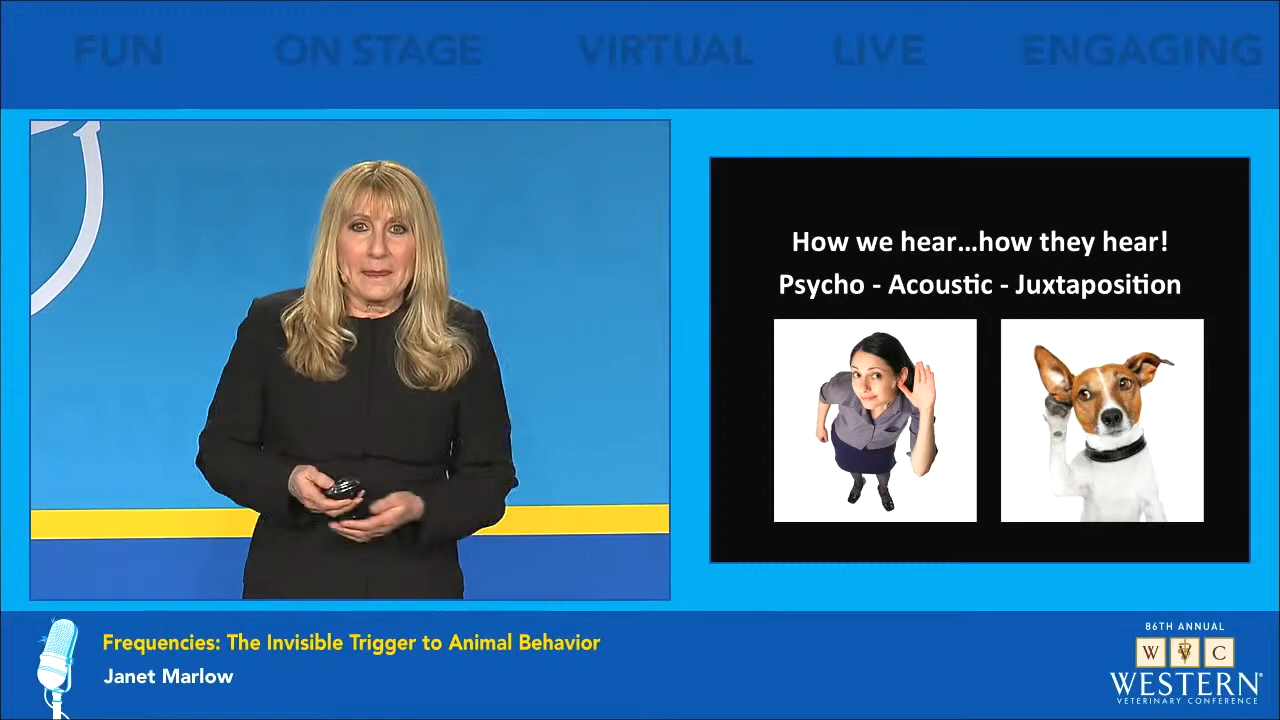 FUN ON STAGE VIRTUAL LIVE ENGAGING
How we hear...how they hear!
Psycho - Acoustic - Juxtaposition
Frequencies: The Invisible Trigger to Animal Behavior
Janet Marlow
86TH ANNUAL
W C
WESTERN®
VETERINARY CONFERENCE